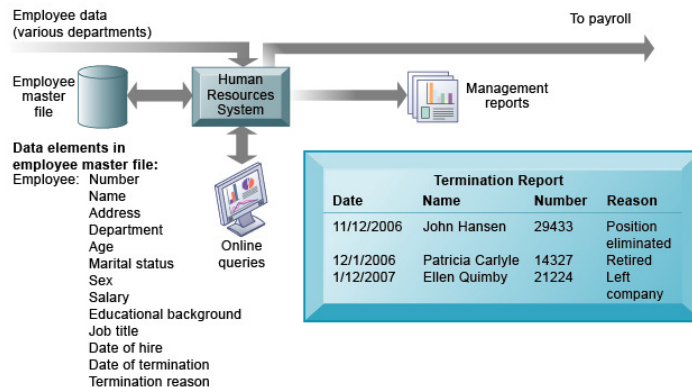 Employee data
(various departments)
To payroll
Employee
master
file
Human
Resources
System
Management
reports
Data elements in
employee master file:
Employee: Number
Name
Address
Department
Age
Marital status
Sex
Salary
Educational background
Job title
Date of hire
Date of termination
Termination reason
Online
queries
Termination Report
Date Name Number Reason
11/12/2006 John Hansen 29433 Position
eliminated
12/1/2006 Patricia Carlyle 14327 Retired
1/12/2007 Ellen Quimby 21224 Left
company